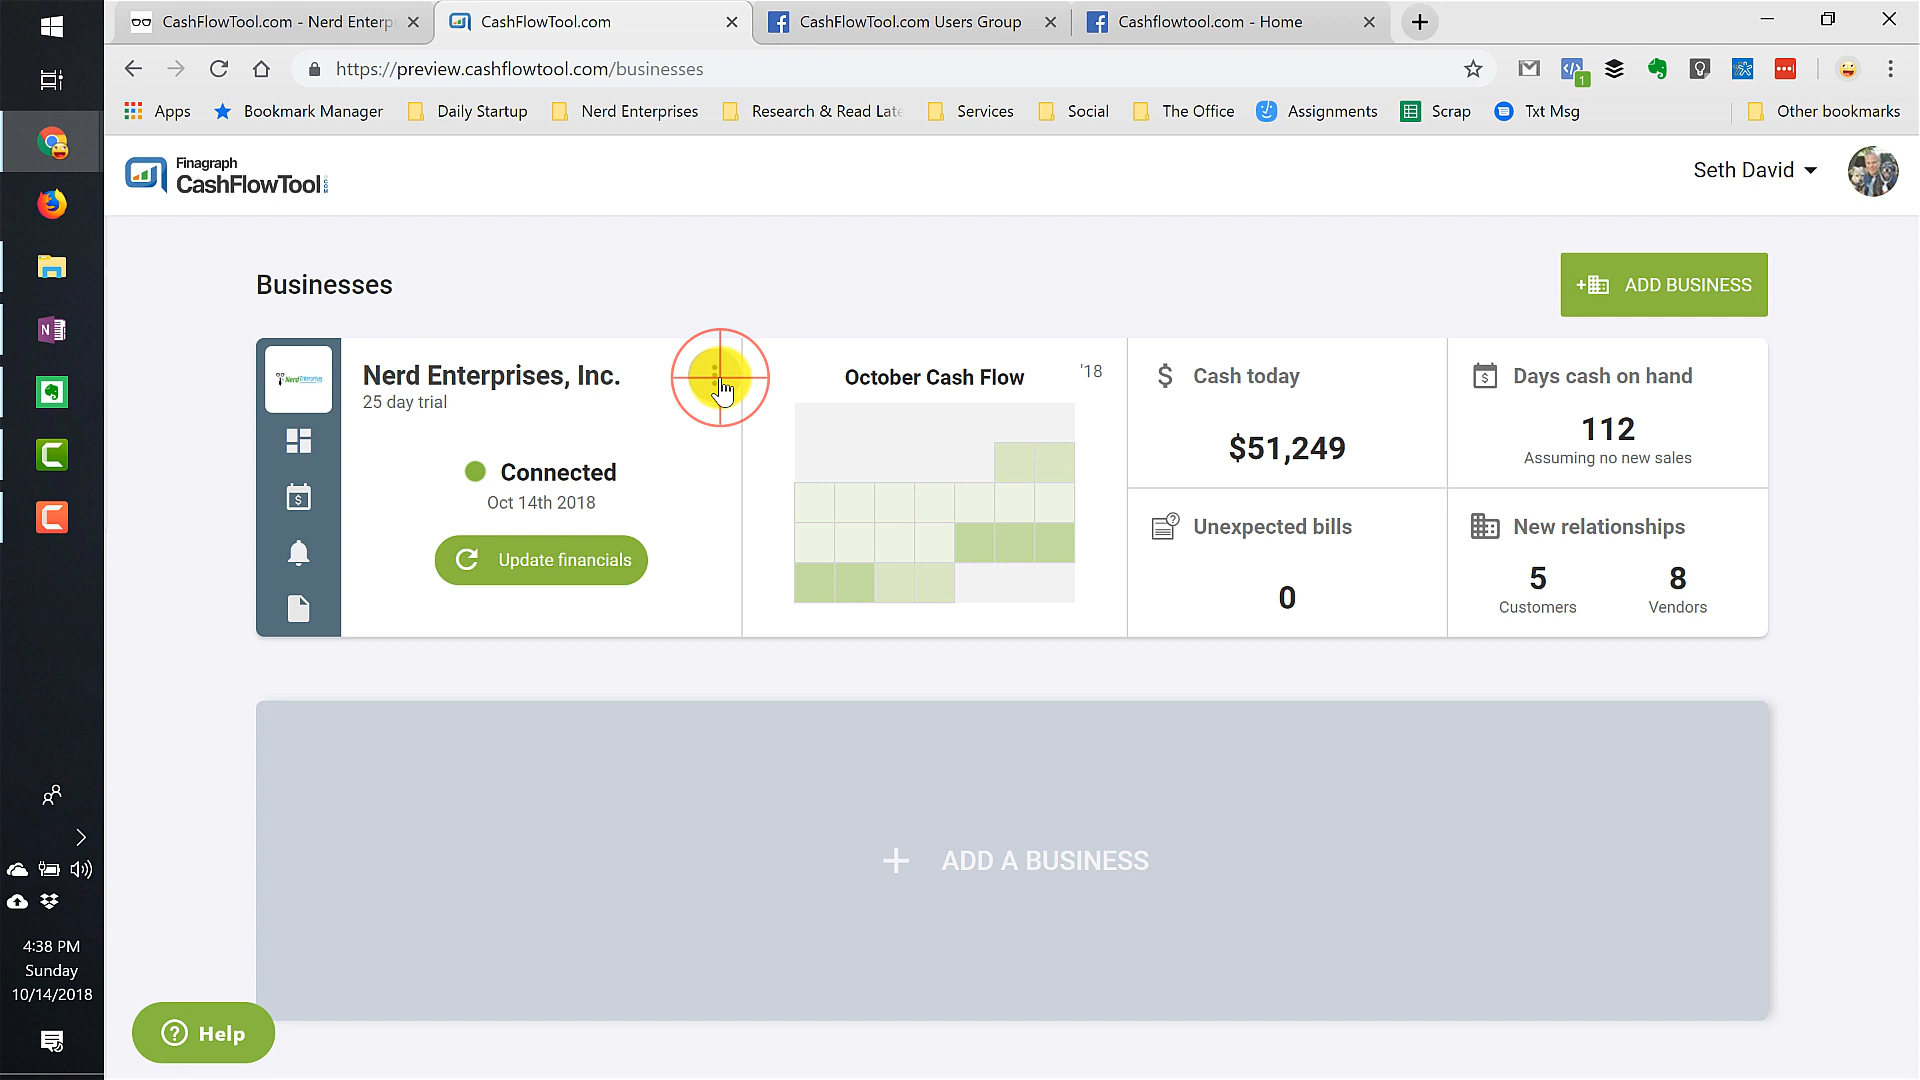 CashFlowTool.com - Nerd Enterp
CashFlowTool.com
CashFlowTool.com Users Group
Cashflowtool.com - Home
https://preview.cashflowtool.com/businesses
1
Apps
Bookmark Manager
Daily Startup
Nerd Enterprises
Research & Read Late
Services
Social
The Office
Assignments
Scrap
Txt Msg
Other bookmarks
Finagraph
CashFlowTool
Seth David
Businesses
ADD BUSINESS
Nerd Enterprises, Inc.
25 day trial
Connected
Oct 14th 2018
Update financials
October Cash Flow
'18
Cash today
$51,249
Days cash on hand
112
Assuming no new sales
Unexpected bills
0
New relationships
5
Customers
8
Vendors
ADD A BUSINESS
4:38 PM
Sunday
10/14/2018
Help